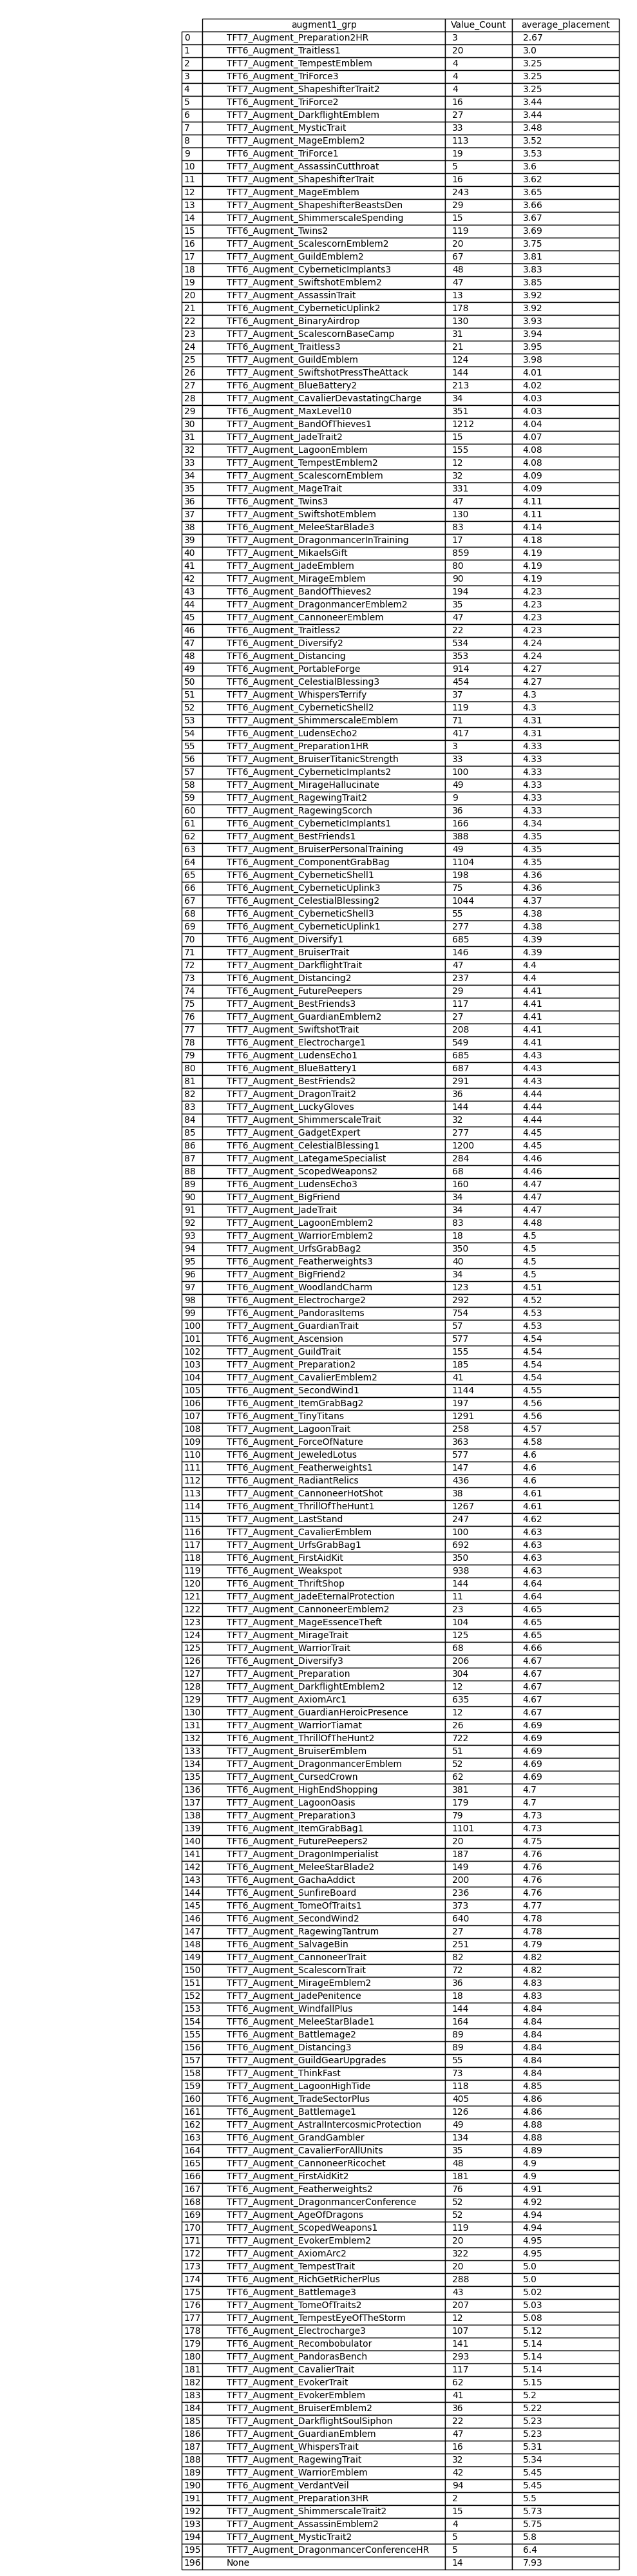 augment1_grp Value_Count average_placement
0 TFT7_Augment_Preparation2HR 3 2.67
1 TFT6_Augment_Traitless1 20 3.0
2 TFT7_Augment_TempestEmblem 4 3.25
3 TFT6_Augment_TriForce3 4 3.25
4 TFT7_Augment_ShapeshifterTrait2 4 3.25
5 TFT6_Augment_TriForce2 16 3.44
6 TFT7_Augment_DarkflightEmblem 27 3.44
7 TFT7_Augment_MysticTrait 33 3.48
8 TFT7_Augment_MageEmblem2 113 3.52
9 TFT6_Augment_TriForce1 19 3.53
10 TFT7_Augment_AssassinCutthroat 5 3.6
11 TFT7_Augment_ShapeshifterTrait 16 3.62
12 TFT7_Augment_MageEmblem 243 3.65
13 TFT7_Augment_ShapeshifterBeastsDen 29 3.66
14 TFT7_Augment_ShimmerscaleSpending 15 3.67
15 TFT6_Augment_Twins2 119 3.69
16 TFT7_Augment_ScalescornEmblem2 20 3.75
17 TFT7_Augment_GuildEmblem2 67 3.81
18 TFT6_Augment_CyberneticImplants3 48 3.83
19 TFT7_Augment_SwiftshotEmblem2 47 3.85
20 TFT7_Augment_AssassinTrait 13 3.92
21 TFT6_Augment_CyberneticUplink2 178 3.92
22 TFT6_Augment_BinaryAirdrop 130 3.93
23 TFT7_Augment_ScalescornBaseCamp 31 3.94
24 TFT6_Augment_Traitless3 21 3.95
25 TFT7_Augment_GuildEmblem 124 3.98
26 TFT7_Augment_SwiftshotPressTheAttack 144 4.01
27 TFT6_Augment_BlueBattery2 213 4.02
28 TFT7_Augment_CavalierDevastatingCharge 34 4.03
29 TFT6_Augment_MaxLevel10 351 4.03
30 TFT7_Augment_BandOfThieves1 1212 4.04
31 TFT7_Augment_JadeTrait2 15 4.07
32 TFT7_Augment_LagoonEmblem 155 4.08
33 TFT7_Augment_TempestEmblem2 12 4.08
34 TFT7_Augment_ScalescornEmblem 32 4.09
35 TFT7_Augment_MageTrait 331 4.09
36 TFT6_Augment_Twins3 47 4.11
37 TFT7_Augment_SwiftshotEmblem 130 4.11
38 TFT6_Augment_MeleeStarBlade3 83 4.14
39 TFT7_Augment_DragonmancerInTraining 17 4.18
40 TFT7_Augment_MikaelsGift 859 4.19
41 TFT7_Augment_JadeEmblem 80 4.19
42 TFT7_Augment_MirageEmblem 90 4.19
43 TFT6_Augment_BandOfThieves2 194 4.23
44 TFT7_Augment_DragonmancerEmblem2 35 4.23
45 TFT7_Augment_CannoneerEmblem 47 4.23
46 TFT6_Augment_Traitless2 22 4.23
47 TFT6_Augment_Diversify2 534 4.24
48 TFT6_Augment_Distancing 353 4.24
49 TFT6_Augment_PortableForge 914 4.27
50 TFT6_Augment_CelestialBlessing3 454 4.27
51 TFT7_Augment_WhispersTerrify 37 4.3
52 TFT6_Augment_CyberneticShell2 119 4.3
53 TFT7_Augment_ShimmerscaleEmblem 71 4.31
54 TFT6_Augment_LudensEcho2 417 4.31
55 TFT7_Augment_Preparation1HR 3 4.33
56 TFT7_Augment_BruiserTitanicStrength 33 4.33
57 TFT6_Augment_CyberneticImplants2 100 4.33
58 TFT7_Augment_MirageHallucinate 49 4.33
59 TFT7_Augment_RagewingTrait2 9 4.33
60 TFT7_Augment_RagewingScorch 36 4.33
61 TFT6_Augment_CyberneticImplants1 166 4.34
62 TFT7_Augment_BestFriends1 388 4.35
63 TFT7_Augment_BruiserPersonalTraining 49 4.35
64 TFT6_Augment_ComponentGrabBag 1104 4.35
65 TFT6_Augment_CyberneticShell1 198 4.36
66 TFT6_Augment_CyberneticUplink3 75 4.36
67 TFT6_Augment_CelestialBlessing2 1044 4.37
68 TFT6_Augment_CyberneticShell3 55 4.38
69 TFT6_Augment_CyberneticUplink1 277 4.38
70 TFT6_Augment_Diversify1 685 4.39
71 TFT7_Augment_BruiserTrait 146 4.39
72 TFT7_Augment_DarkflightTrait 47 4.4
73 TFT6_Augment_Distancing2 237 4.4
74 TFT6_Augment_FuturePeepers 29 4.41
75 TFT7_Augment_BestFriends3 117 4.41
76 TFT7_Augment_GuardianEmblem2 27 4.41
77 TFT7_Augment_SwiftshotTrait 208 4.41
78 TFT6_Augment_Electrocharge1 549 4.41
79 TFT6_Augment_LudensEcho1 685 4.43
80 TFT6_Augment_BlueBattery1 687 4.43
81 TFT7_Augment_BestFriends2 291 4.43
82 TFT7_Augment_DragonTrait2 36 4.44
83 TFT7_Augment_LuckyGloves 144 4.44
84 TFT7_Augment_ShimmerscaleTrait 32 4.44
85 TFT7_Augment_GadgetExpert 277 4.45
86 TFT6_Augment_CelestialBlessing1 1200 4.45
87 TFT7_Augment_LategameSpecialist 284 4.46
88 TFT7_Augment_ScopedWeapons2 68 4.46
89 TFT6_Augment_LudensEcho3 160 4.47
90 TFT7_Augment_BigFriend 34 4.47
91 TFT7_Augment_JadeTrait 34 4.47
92 TFT7_Augment_LagoonEmblem2 83 4.48
93 TFT7_Augment_WarriorEmblem2 18 4.5
94 TFT7_Augment_UrfsGrabBag2 350 4.5
95 TFT6_Augment_Featherweights3 40 4.5
96 TFT7_Augment_BigFriend2 34 4.5
97 TFT6_Augment_WoodlandCharm 123 4.51
98 TFT6_Augment_Electrocharge2 292 4.52
99 TFT6_Augment_PandorasItems 754 4.53
100 TFT7_Augment_GuardianTrait 57 4.53
101 TFT6_Augment_Ascension 577 4.54
102 TFT7_Augment_GuildTrait 155 4.54
103 TFT7_Augment_Preparation2 185 4.54
104 TFT7_Augment_CavalierEmblem2 41 4.54
105 TFT6_Augment_SecondWind1 1144 4.55
106 TFT6_Augment_ItemGrabBag2 197 4.56
107 TFT6_Augment_TinyTitans 1291 4.56
108 TFT7_Augment_LagoonTrait 258 4.57
109 TFT6_Augment_ForceOfNature 363 4.58
110 TFT6_Augment_JeweledLotus 577 4.6
111 TFT6_Augment_Featherweights1 147 4.6
112 TFT6_Augment_RadiantRelics 436 4.6
113 TFT7_Augment_CannoneerHotShot 38 4.61
114 TFT6_Augment_ThrillOfTheHunt1 1267 4.61
115 TFT7_Augment_LastStand 247 4.62
116 TFT7_Augment_CavalierEmblem 100 4.63
117 TFT7_Augment_UrfsGrabBag1 692 4.63
118 TFT6_Augment_FirstAidKit 350 4.63
119 TFT6_Augment_Weakspot 938 4.63
120 TFT6_Augment_ThriftShop 144 4.64
121 TFT7_Augment_JadeEternalProtection 11 4.64
122 TFT7_Augment_CannoneerEmblem2 23 4.65
123 TFT7_Augment_MageEssenceTheft 104 4.65
124 TFT7_Augment_MirageTrait 125 4.65
125 TFT7_Augment_WarriorTrait 68 4.66
126 TFT6_Augment_Diversify3 206 4.67
127 TFT7_Augment_Preparation 304 4.67
128 TFT7_Augment_DarkflightEmblem2 12 4.67
129 TFT7_Augment_AxiomArc1 635 4.67
130 TFT7_Augment_GuardianHeroicPresence 12 4.67
131 TFT7_Augment_WarriorTiamat 26 4.69
132 TFT6_Augment_ThrillOfTheHunt2 722 4.69
133 TFT7_Augment_BruiserEmblem 51 4.69
134 TFT7_Augment_DragonmancerEmblem 52 4.69
135 TFT7_Augment_CursedCrown 62 4.69
136 TFT6_Augment_HighEndShopping 381 4.7
137 TFT7_Augment_LagoonOasis 179 4.7
138 TFT7_Augment_Preparation3 79 4.73
139 TFT6_Augment_ItemGrabBag1 1101 4.73
140 TFT6_Augment_FuturePeepers2 20 4.75
141 TFT7_Augment_DragonImperialist 187 4.76
142 TFT6_Augment_MeleeStarBlade2 149 4.76
143 TFT7_Augment_GachaAddict 200 4.76
144 TFT6_Augment_SunfireBoard 236 4.76
145 TFT6_Augment_TomeOfTraits1 373 4.77
146 TFT6_Augment_SecondWind2 640 4.78
147 TFT7_Augment_RagewingTantrum 27 4.78
148 TFT6_Augment_SalvageBin 251 4.79
149 TFT7_Augment_CannoneerTrait 82 4.82
150 TFT7_Augment_ScalescornTrait 72 4.82
151 TFT7_Augment_MirageEmblem2 36 4.83
152 TFT7_Augment_JadePenitence 18 4.83
153 TFT6_Augment_WindfallPlus 144 4.84
154 TFT6_Augment_MeleeStarBlade1 164 4.84
155 TFT6_Augment_Battlemage2 89 4.84
156 TFT6_Augment_Distancing3 89 4.84
157 TFT7_Augment_GuildGearUpgrades 55 4.84
158 TFT7_Augment_ThinkFast 73 4.84
159 TFT7_Augment_LagoonHighTide 118 4.85
160 TFT6_Augment_TradeSectorPlus 405 4.86
161 TFT6_Augment_Battlemage1 126 4.86
162 TFT7_Augment_AstralIntercosmicProtection 49 4.88
163 TFT6_Augment_GrandGambler 134 4.88
164 TFT7_Augment_CavalierForAllUnits 35 4.89
165 TFT7_Augment_CannoneerRicochet 48 4.9
166 TFT7_Augment_FirstAidKit2 181 4.9
167 TFT6_Augment_Featherweights2 76 4.91
168 TFT7_Augment_DragonmancerConference 52 4.92
169 TFT7_Augment_AgeOfDragons 52 4.94
170 TFT7_Augment_ScopedWeapons1 119 4.94
171 TFT7_Augment_EvokerEmblem2 20 4.95
172 TFT7_Augment_AxiomArc2 322 4.95
173 TFT7_Augment_TempestTrait 20 5.0
174 TFT6_Augment_RichGetRicherPlus 288 5.0
175 TFT6_Augment_Battlemage3 43 5.02
176 TFT7_Augment_TomeOfTraits2 207 5.03
177 TFT7_Augment_TempestEyeOfTheStorm 12 5.08
178 TFT6_Augment_Electrocharge3 107 5.12
179 TFT6_Augment_Recombobulator 141 5.14
180 TFT7_Augment_PandorasBench 293 5.14
181 TFT7_Augment_CavalierTrait 117 5.14
182 TFT7_Augment_EvokerTrait 62 5.15
183 TFT7_Augment_EvokerEmblem 41 5.2
184 TFT7_Augment_BruiserEmblem2 36 5.22
185 TFT7_Augment_DarkflightSoulSiphon 22 5.23
186 TFT7_Augment_GuardianEmblem 47 5.23
187 TFT7_Augment_WhispersTrait 16 5.31
188 TFT7_Augment_RagewingTrait 32 5.34
189 TFT7_Augment_WarriorEmblem 42 5.45
190 TFT6_Augment_VerdantVeil 94 5.45
191 TFT7_Augment_Preparation3HR 2 5.5
192 TFT7_Augment_ShimmerscaleTrait2 15 5.73
193 TFT7_Augment_AssassinEmblem2 4 5.75
194 TFT7_Augment_MysticTrait2 5 5.8
195 TFT7_Augment_DragonmancerConferenceHR 5 6.4
196 None 14 7.93